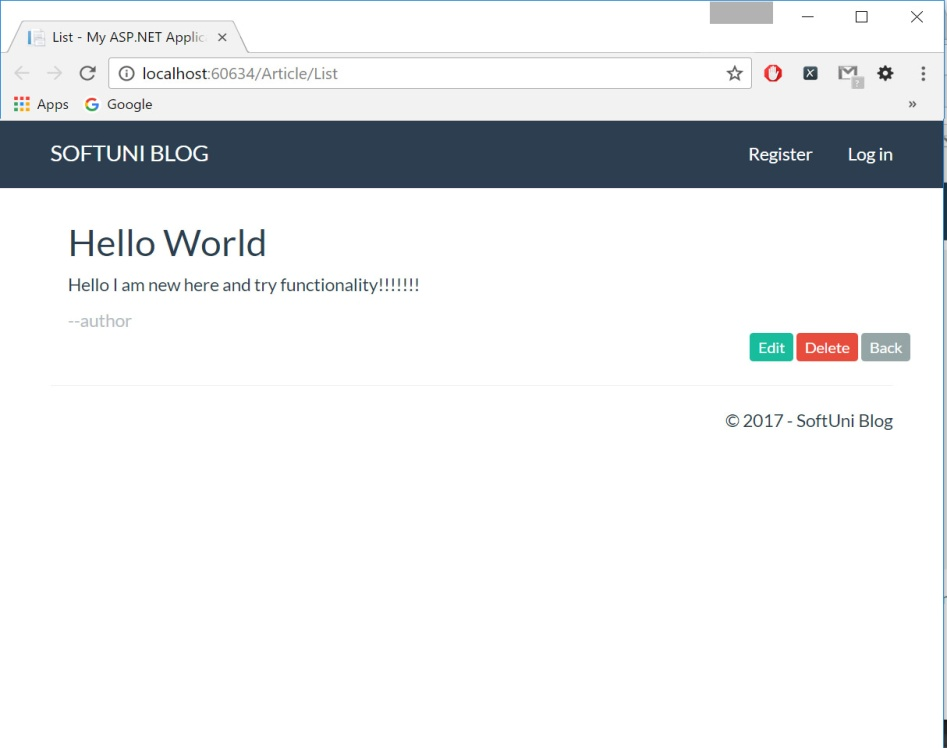 List - My ASP.NET Applic
localhost:60634/Article/List
Apps Google »
SOFTUNI BLOG Register Log in
Hello World
Hello I am new here and try functionality!!!!!!!
--author
Edit Delete Back
© 2017 - SoftUni Blog